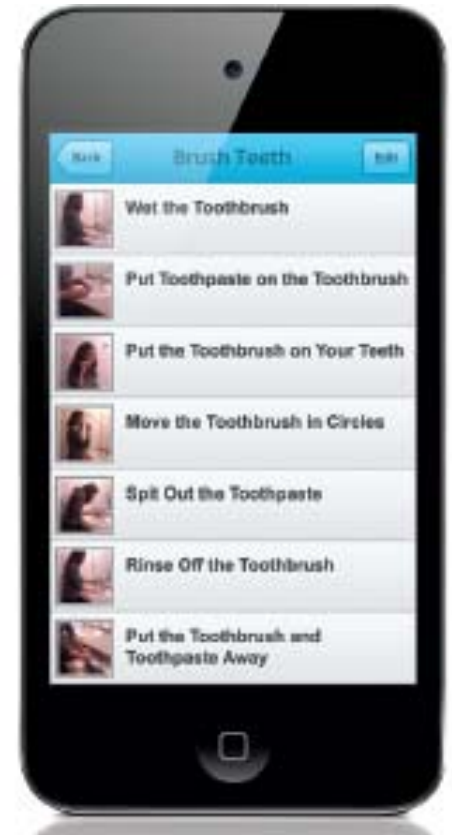 Back
Brush Teeth
Edit
Wet the Toothbrush
Put Toothpaste on the Toothbrush
Put the Toothbrush on Your Teeth
Move the Toothbrush in Circles
Spit Out the Toothpaste
Rinse Off the Toothbrush
Put the Toothbrush and
Toothpaste Away